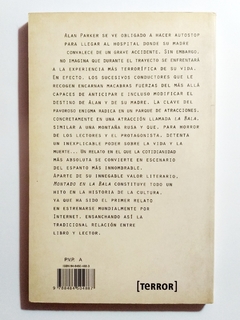 ALAN PARKER SE VE OBLIGADO A HACER AUTOSTOP
PARA LLEGAR AL HOSPITAL DONDE SU MADRE
CONVALECE DE UN GRAVE ACCIDENTE. SIN EMBARGO,
NO IMAGINA QUE DURANTE EL TRAYECTO SE ENFRENTARÁ
A LA EXPERIENCIA MÁS TERRORÍFICA DE SU VIDA.
EN EFECTO, LOS SUCESIVOS CONDUCTORES QUE LE
RECOGEN ENCARNAN MACABRAS FUERZAS DEL MÁS ALLÁ
CAPACES DE ANTICIPAR E INCLUSO MODIFICAR EL
DESTINO DE ALAN Y DE SU MADRE. LA CLAVE DEL
PAVOROSO ENIGMA RADICA EN UN PARQUE DE ATRACCIONES,
CONCRETAMENTE EN UNA ATRACCIÓN LLAMADA LA BALA,
SIMILAR A UNA MONTAÑA RUSA Y QUE, PARA HORROR
DE LOS LECTORES Y EL PROTAGONISTA, DETENTA
UN INEXPLICABLE PODER SOBRE LA VIDA Y LA
MUERTE... UN RELATO EN EL QUE LA COTIDIANIDAD
MÁS ABSOLUTA SE CONVIERTE EN ESCENARIO
DEL ESPANTO MÁS INNOMBRABLE.
APARTE DE SU INNEGABLE VALOR LITERARIO,
MONTADO EN LA BALA CONSTITUYE TODO
UN HITO EN LA HISTORIA DE LA CULTURA,
YA QUE HA SIDO EL PRIMER RELATO
EN ESTRENARSE MUNDIALMENTE POR
INTERNET, ENSANCHANDO ASÍ LA
TRADICIONAL RELACIÓN ENTRE
LIBRO Y LECTOR.
P.V.P. A
[TERROR]